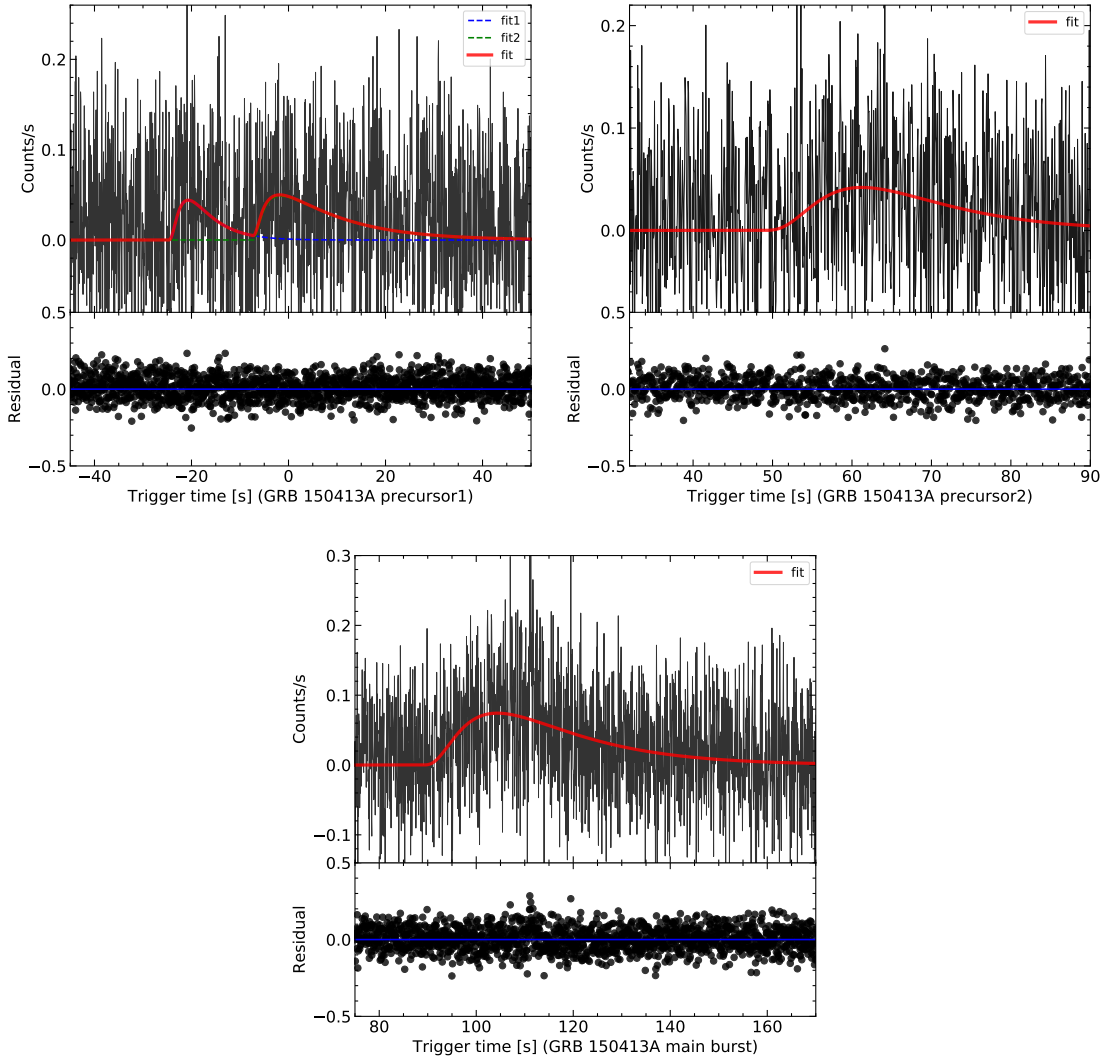 fit1
fit2
fit
0.2
0.1
0.0
Counts/s
0.5
0.0
−0.5
Residual
−40
−20
0
20
40
Trigger time [s] (GRB 150413A precursor1)
fit
0.2
0.1
0.0
Counts/s
0.5
0.0
−0.5
Residual
40
50
60
70
80
90
Trigger time [s] (GRB 150413A precursor2)
fit
0.3
0.2
0.1
0.0
−0.1
Counts/s
0.5
0.0
−0.5
Residual
80
100
120
140
160
Trigger time [s] (GRB 150413A main burst)